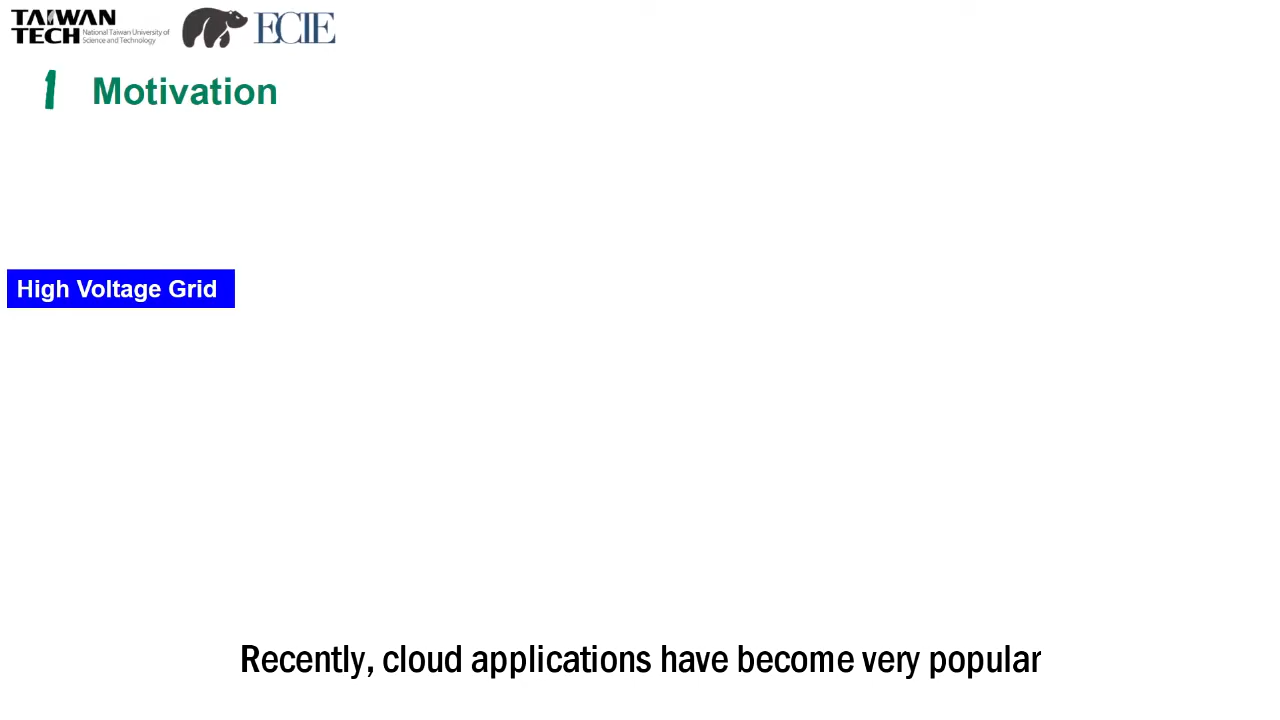 TAIWAN
TECH
National Taiwan University of
Science and Technology
ECIE
1 Motivation
High Voltage Grid
Recently, cloud applications have become very popular